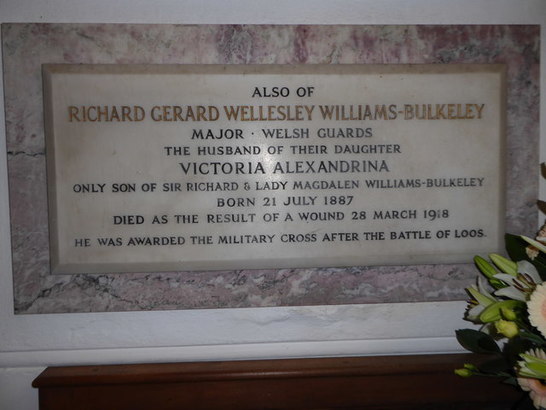 ALSO OF
RICHARD GERARD WELLESLEY WILLIAMS-BULKELEY
MAJOR · WELSH GUARDS
THE HUSBAND OF THEIR DAUGHTER
VICTORIA ALEXANDRINA
ONLY SON OF SIR RICHARD & LADY MAGDALEN WILLIAMS-BULKELEY
BORN 21 JULY 1887
DIED AS THE RESULT OF A WOUND 28 MARCH 1918
HE WAS AWARDED THE MILITARY CROSS AFTER THE BATTLE OF LOOS.